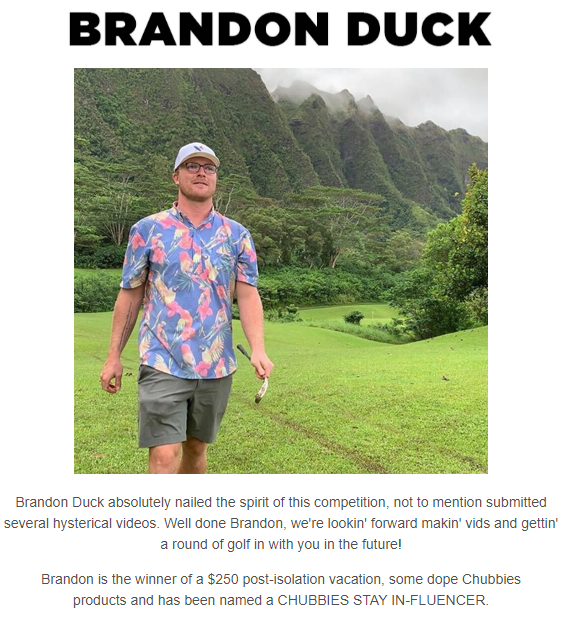 BRANDON DUCK
Brandon Duck absolutely nailed the spirit of this competition, not to mention submitted
several hysterical videos. Well done Brandon, we're lookin' forward makin' vids and gettin'
a round of golf in with you in the future!
Brandon is the winner of a $250 post-isolation vacation, some dope Chubbies
products and has been named a CHUBBIES STAY IN-FLUENCER.